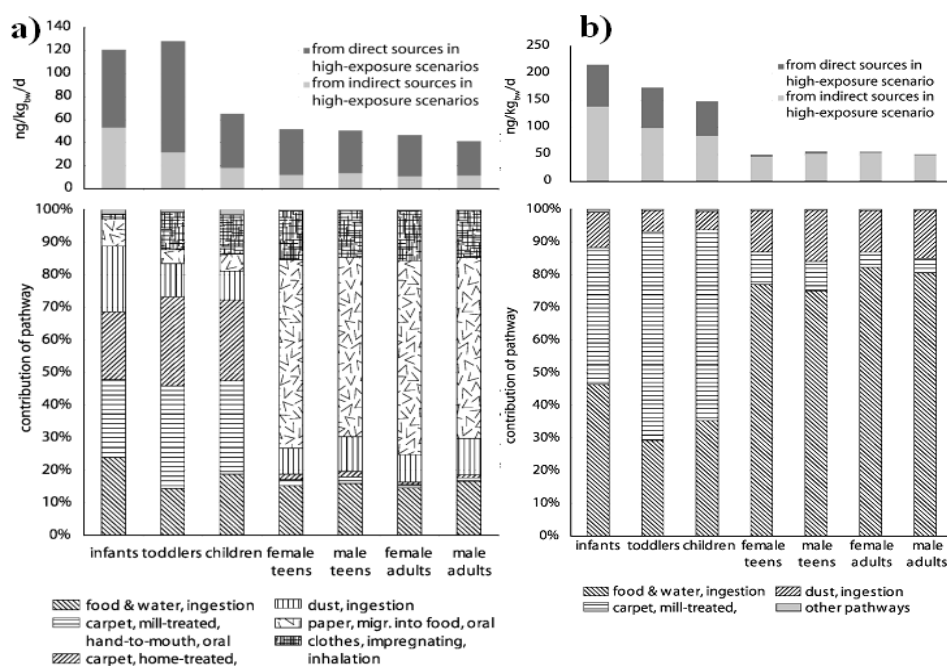 a)
140
120
100
80
60
40
20
0
ng/kgbw/d
from direct sources in
high-exposure scenarios
from indirect sources in
high-exposure scenarios
100%
90%
80%
70%
60%
50%
40%
30%
20%
10%
0%
contribution of pathway
infants
toddlers
children
female
teens
male
teens
female
adults
male
adults
food & water, ingestion
carpet, mill-treated,
hand-to-mouth, oral
carpet, home-treated,
dust, ingestion
paper, migr. into food, oral
clothes, impregnating,
inhalation
b)
250
200
150
100
50
0
ng/kgbw/d
from direct sources in
high-exposure scenario
from indirect sources in
high-exposure scenario
100%
90%
80%
70%
60%
50%
40%
30%
20%
10%
0%
contribution of pathway
infants
toddlers
children
female
teens
male
teens
female
adults
male
adults
food & water, ingestion
carpet, mill-treated,
dust, ingestion
other pathways